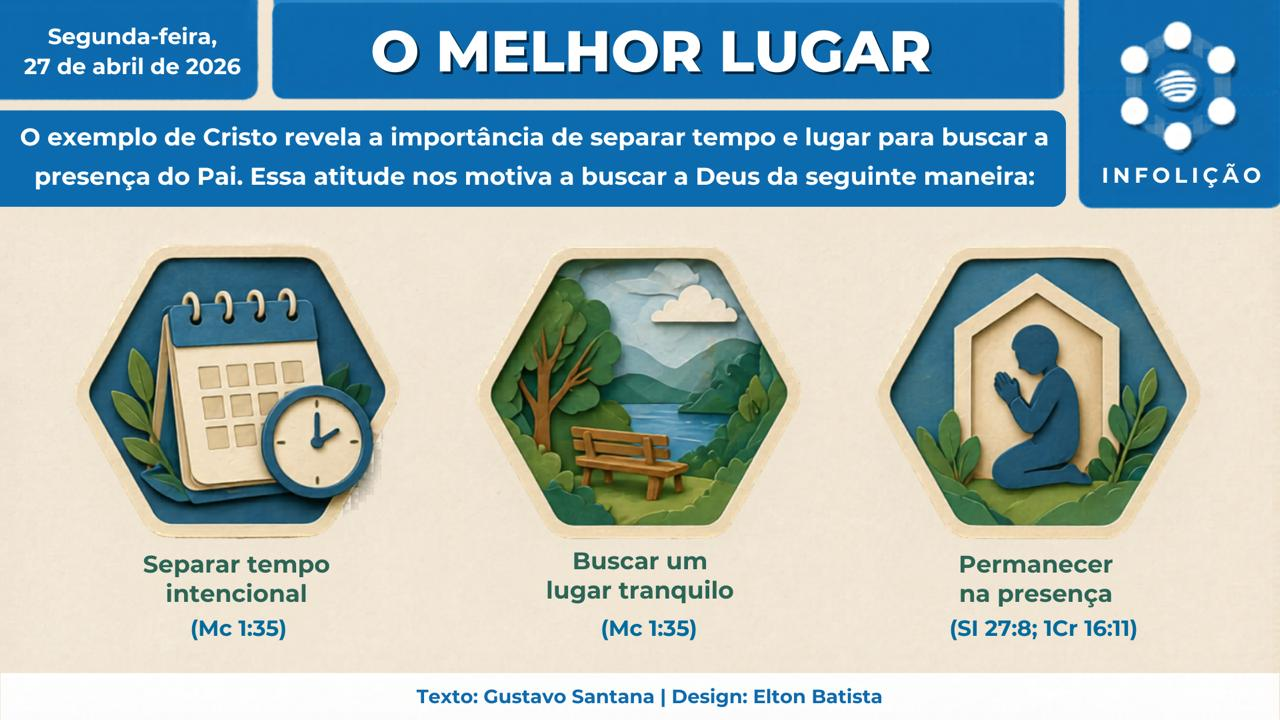 Segunda-feira,
27 de abril de 2026
O MELHOR LUGAR
INFOLIÇÃO
O exemplo de Cristo revela a importância de separar tempo e lugar para buscar a
presença do Pai. Essa atitude nos motiva a buscar a Deus da seguinte maneira:
Separar tempo
intencional
(Mc 1:35)
Buscar um
lugar tranquilo
(Mc 1:35)
Permanecer
na presença
(Sl 27:8; 1Cr 16:11)
Texto: Gustavo Santana | Design: Elton Batista